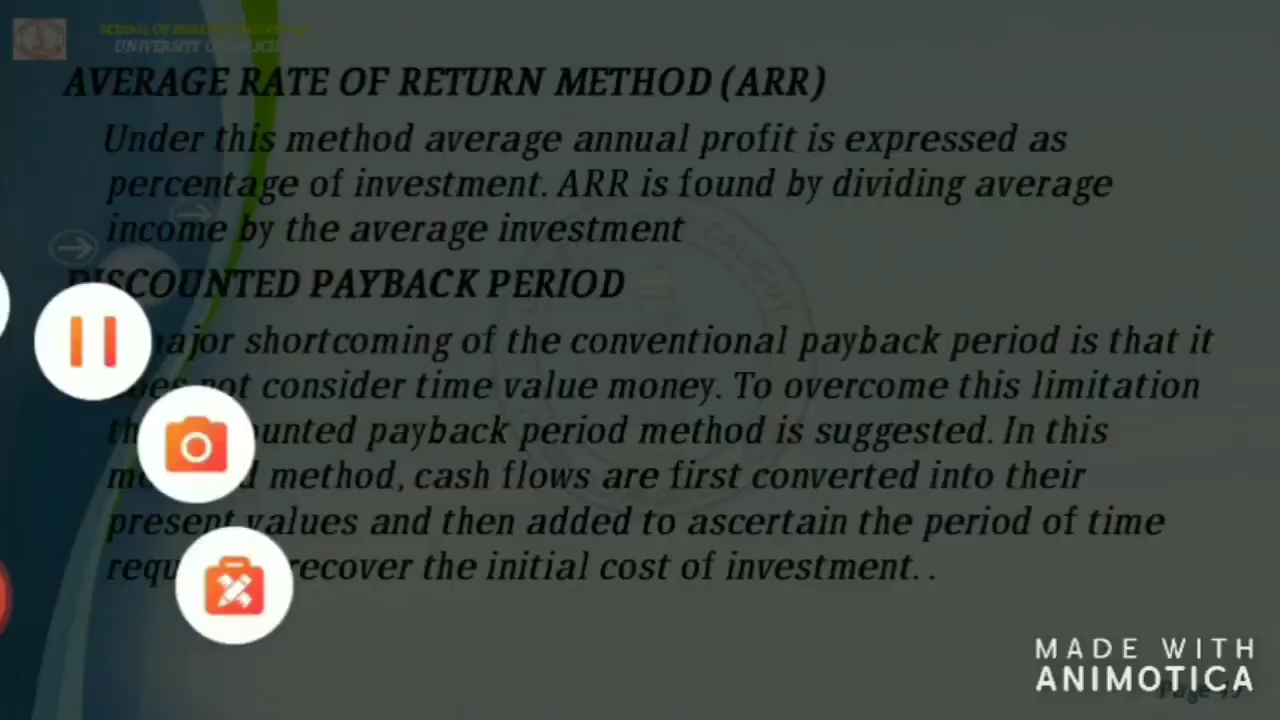 UNIVERSITY OF CALICUT
AVERAGE RATE OF RETURN METHOD (ARR)
Under this method average annual profit is expressed as
percentage of investment. ARR is found by dividing average
income by the average investment
DISCOUNTED PAYBACK PERIOD
major shortcoming of the conventional payback period is that it
not consider time value money. To overcome this limitation
payback period method is suggested. In this
method, cash flows are first converted into their
present values and then added to ascertain the period of time
recover the initial cost of investment. .
MADE WITH
ANIMOTICA